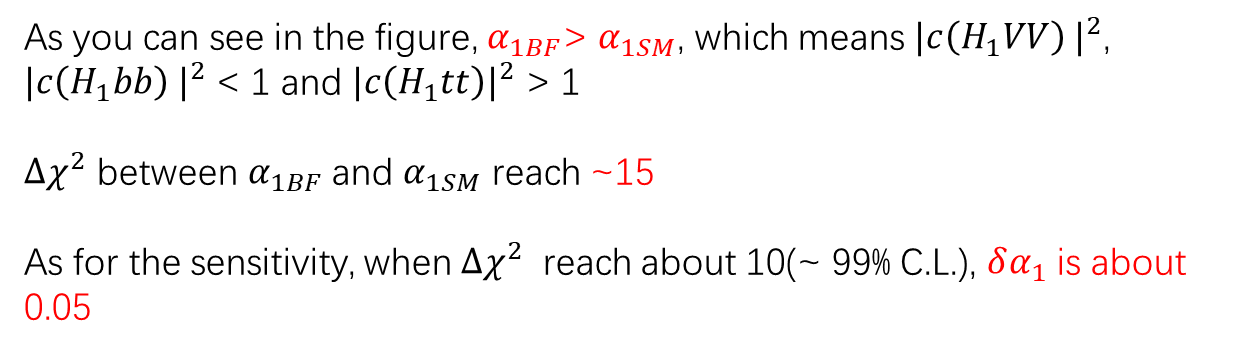 As you can see in the figure, α₁BF > α₁SM, which means |c(H₁VV) |²,
|c(H₁bb) |² < 1 and |c(H₁tt)|² > 1
Δχ² between α₁BF and α₁SM reach ~15
As for the sensitivity, when Δχ² reach about 10(~ 99% C.L.), δα₁ is about
0.05